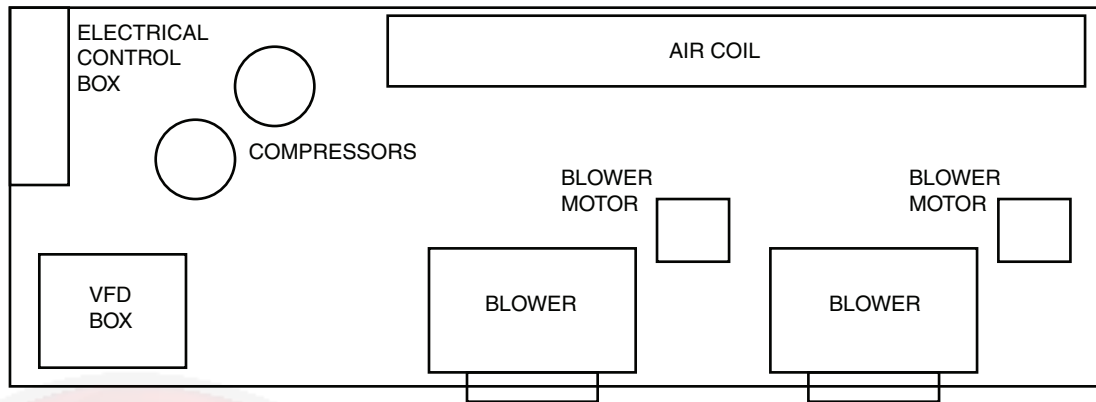 ELECTRICAL
CONTROL
BOX
AIR COIL
COMPRESSORS
BLOWER
MOTOR
BLOWER
MOTOR
VFD
BOX
BLOWER
BLOWER